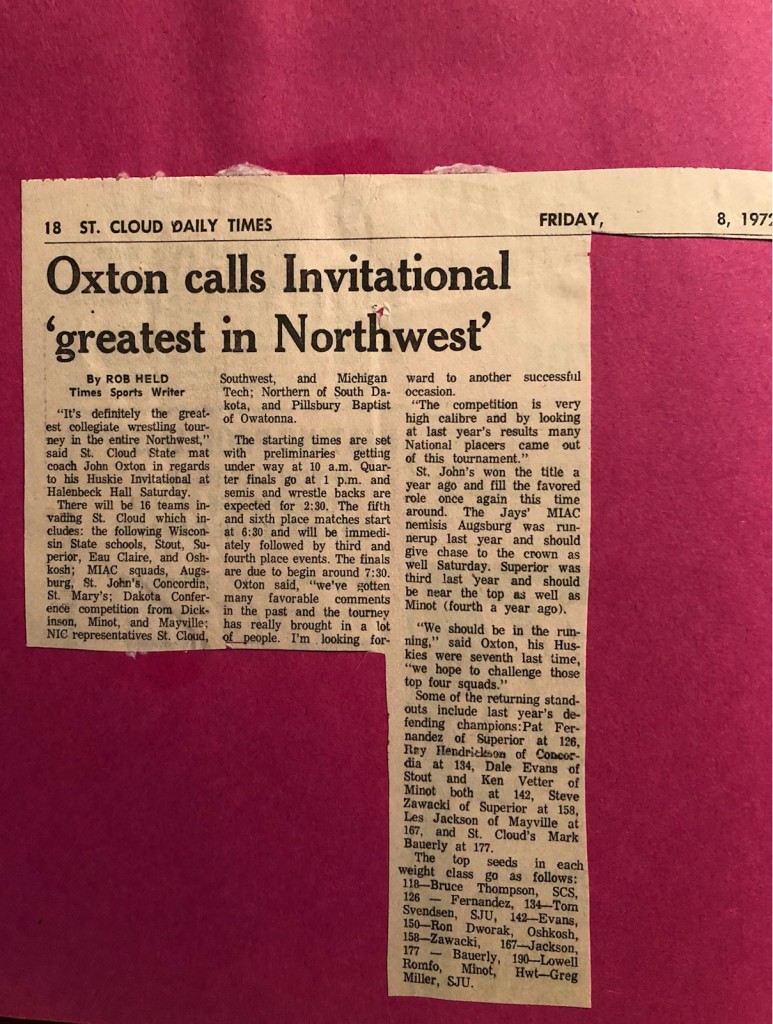 18 ST. CLOUD DAILY TIMES FRIDAY, 8, 1972
Oxton calls Invitational
‘greatest in Northwest’
By ROB HELD
Times Sports Writer
“It's definitely the great-
est collegiate wrestling tour-
ney in the entire Northwest,”
said St. Cloud State mat
coach John Oxton in regards
to his Huskie Invitational at
Halenbeck Hall Saturday.
There will be 16 teams in-
vading St. Cloud which in-
cludes: the following Wiscon-
sin State schools, Stout, Su-
perior, Eau Claire, and Osh-
kosh; MIAC squads, Augs-
burg, St. John's, Concordia,
St. Mary's; Dakota Confer-
ence competition from Dick-
inson, Minot, and Mayville;
NIC representatives St. Cloud,
Southwest, and Michigan
Tech; Northern of South Da-
kota, and Pillsbury Baptist
of Owatonna.
The starting times are set
with preliminaries getting
under way at 10 a.m. Quar-
ter finals go at 1 p.m. and
semis and wrestle backs are
expected for 2:30. The fifth
and sixth place matches start
at 6:30 and will be immedi-
ately followed by third and
fourth place events. The finals
are due to begin around 7:30.
Oxton said, “we've gotten
many favorable comments
in the past and the tourney
has really brought in a lot
of people. I'm looking for-
ward to another successful
occasion.
“The competition is very
high calibre and by looking
at last year's results many
National placers came out
of this tournament.”
St. John's won the title a
year ago and fill the favored
role once again this time
around. The Jays' MIAC
nemisis Augsburg was run-
nerup last year and should
give chase to the crown as
well Saturday. Superior was
third last year and should
be near the top as well as
Minot (fourth a year ago).
“We should be in the run-
ning,” said Oxton, his Hus-
kies were seventh last time,
“we hope to challenge those
top four squads.”
Some of the returning stand-
outs include last year's de-
fending champions: Pat Fer-
nandez of Superior at 126,
Ray Hendrickson of Concor-
dia at 134, Dale Evans of
Stout and Ken Vetter of
Minot both at 142, Steve
Zawacki of Superior at 158,
Les Jackson of Mayville at
167, and St. Cloud's Mark
Bauerly at 177.
The top seeds in each
weight class go as follows:
118—Bruce Thompson, SCS,
126 — Fernandez, 134—Tom
Svendsen, SJU, 142—Evans,
150—Ron Dworak, Oshkosh,
158—Zawacki, 167—Jackson,
177 — Bauerly, 190—Lowell
Romfo, Minot, Hwt—Greg
Miller, SJU.